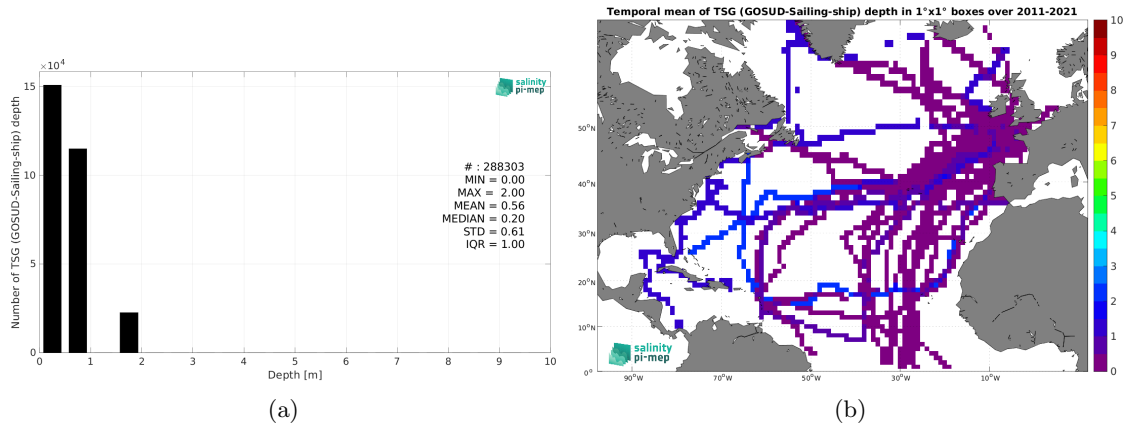 ×10⁴
15
10
5
0
Number of TSG (GOSUD-Sailing-ship) depth
salinity
pi-mep
# : 288303
MIN = 0.00
MAX = 2.00
MEAN = 0.56
MEDIAN = 0.20
STD = 0.61
IQR = 1.00
0 1 2 3 4 5 6 7 8 9 10
Depth [m]
(a)
Temporal mean of TSG (GOSUD-Sailing-ship) depth in 1°x1° boxes over 2011-2021
50°N
40°N
30°N
20°N
10°N
0°
90°W 70°W 50°W 30°W 10°W
salinity
pi-mep
10
9
8
7
6
5
4
3
2
1
0
(b)